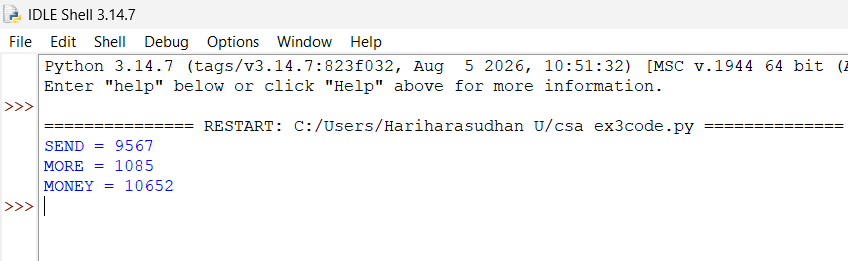 IDLE Shell 3.14.7
File Edit Shell Debug Options Window Help
Python 3.14.7 (tags/v3.14.7:823f032, Aug  5 2026, 10:51:32) [MSC v.1944 64 bit (
Enter "help" below or click "Help" above for more information.
>>>
=============== RESTART: C:/Users/Hariharasudhan U/csa ex3code.py ==============
SEND = 9567
MORE = 1085
MONEY = 10652
>>>